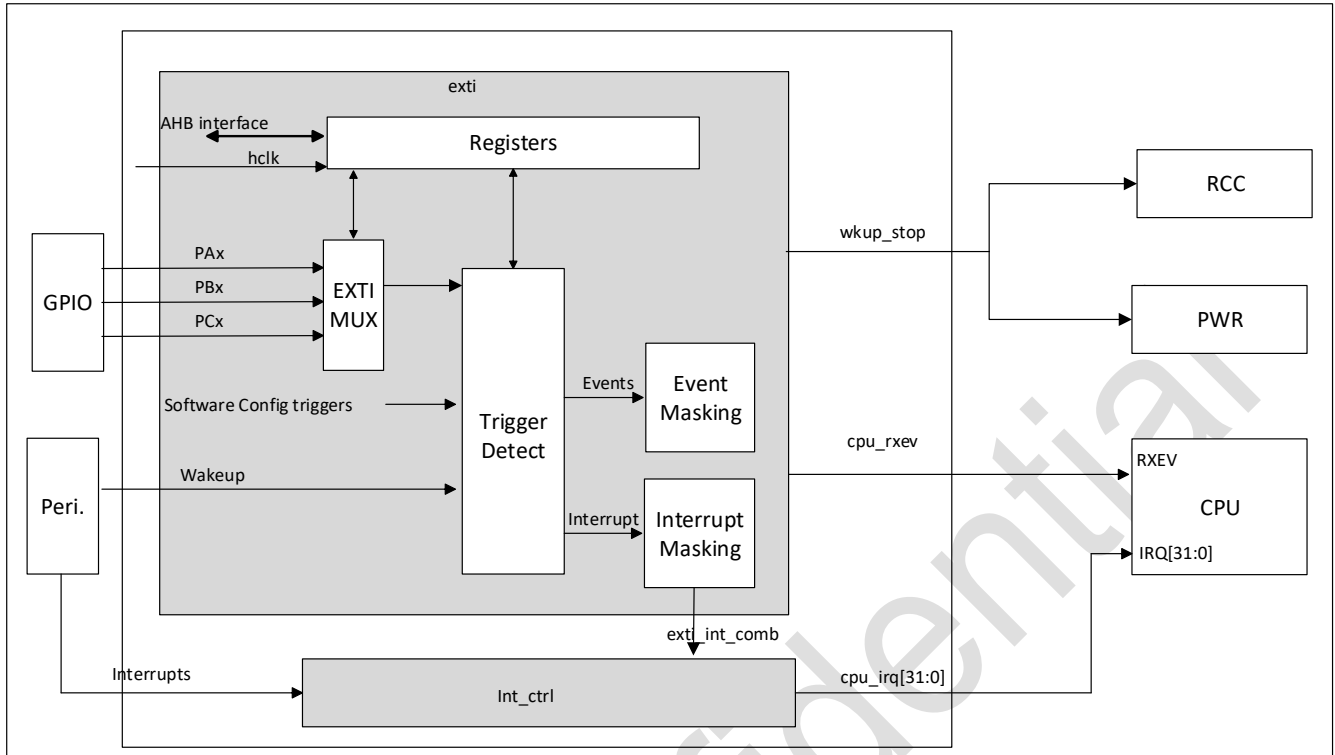 exti
AHB interface
Registers
hclk
RCC
wkup_stop
PAx
GPIO
PBx
EXTI
MUX
PCx
PWR
Events
Event
Masking
Software Config triggers
Trigger
Detect
cpu_rxev
RXEV
Wakeup
Peri.
CPU
Interrupt
Interrupt
Masking
IRQ[31:0]
exti_int_comb
Interrupts
cpu_irq[31:0]
Int_ctrl